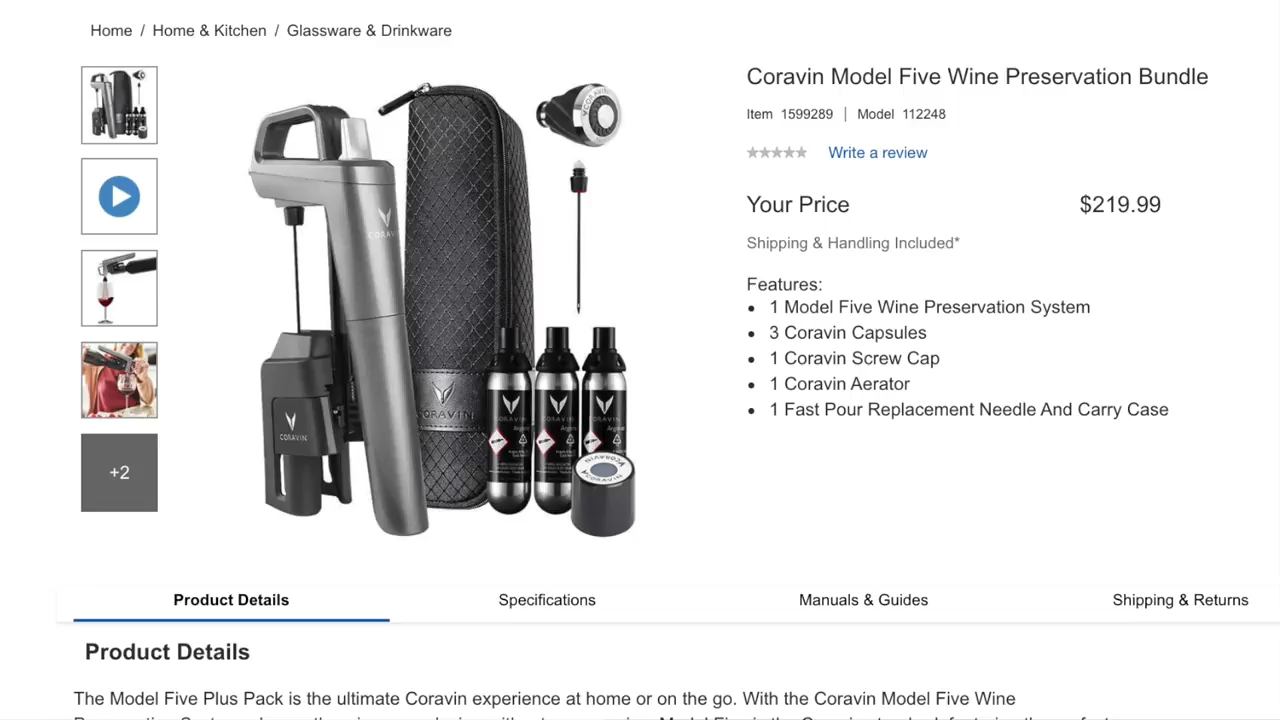 Home / Home & Kitchen / Glassware & Drinkware
Coravin Model Five Wine Preservation Bundle
Item 1599289 | Model 112248
Write a review
Your Price $219.99
Shipping & Handling Included*
Features:
• 1 Model Five Wine Preservation System
• 3 Coravin Capsules
• 1 Coravin Screw Cap
• 1 Coravin Aerator
• 1 Fast Pour Replacement Needle And Carry Case
CORAVIN
CORAVIN
CORAVIN
CORAVIN
+2
Product Details Specifications Manuals & Guides Shipping & Returns
Product Details
The Model Five Plus Pack is the ultimate Coravin experience at home or on the go. With the Coravin Model Five Wine